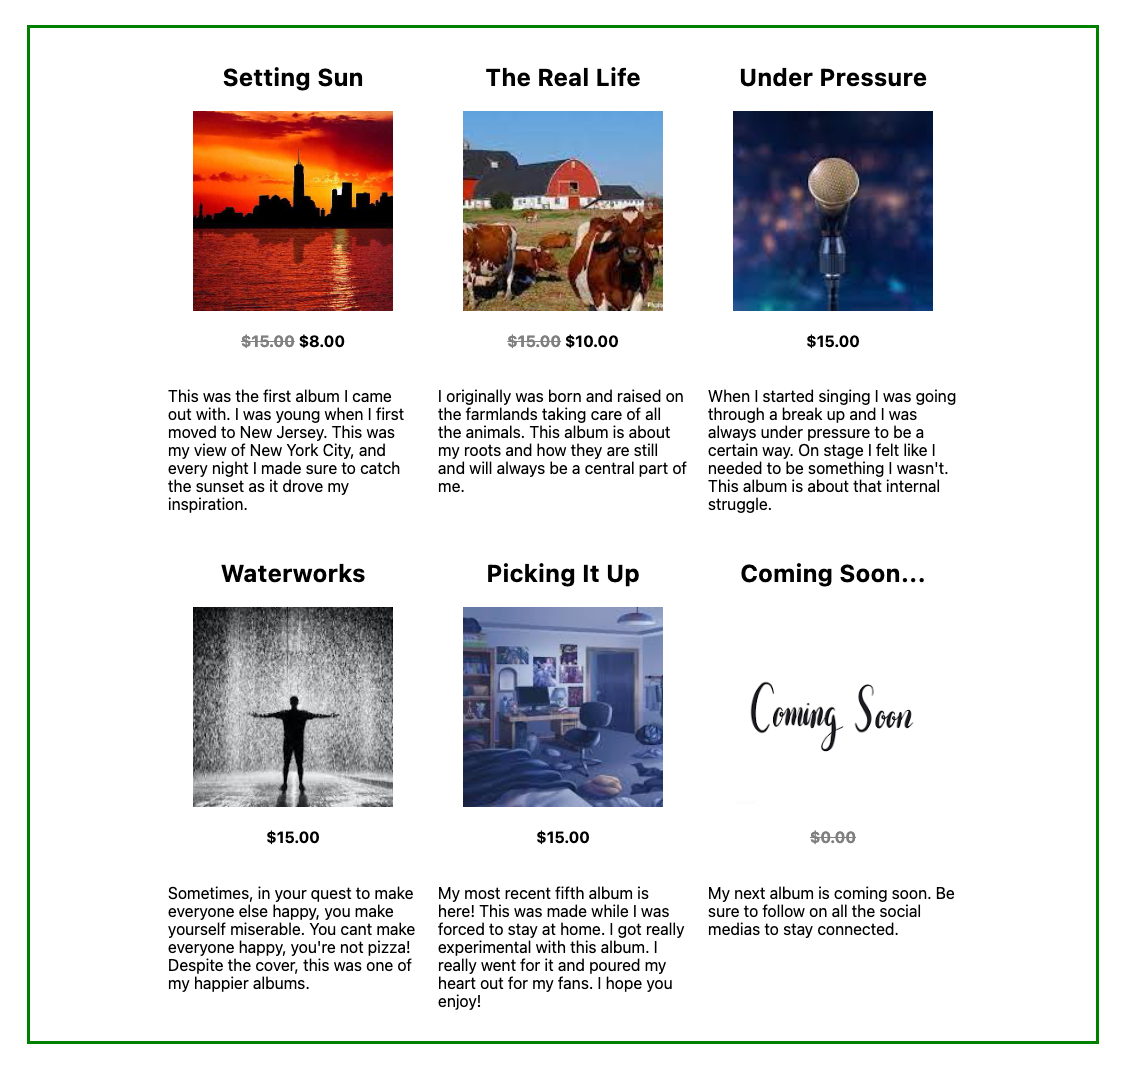 Setting Sun
$15.00 $8.00
This was the first album I came
out with. I was young when I first
moved to New Jersey. This was
my view of New York City, and
every night I made sure to catch
the sunset as it drove my
inspiration.
The Real Life
$15.00 $10.00
I originally was born and raised on
the farmlands taking care of all
the animals. This album is about
my roots and how they are still
and will always be a central part of
me.
Under Pressure
$15.00
When I started singing I was going
through a break up and I was
always under pressure to be a
certain way. On stage I felt like I
needed to be something I wasn't.
This album is about that internal
struggle.
Waterworks
$15.00
Sometimes, in your quest to make
everyone else happy, you make
yourself miserable. You cant make
everyone happy, you're not pizza!
Despite the cover, this was one of
my happier albums.
Picking It Up
$15.00
My most recent fifth album is
here! This was made while I was
forced to stay at home. I got really
experimental with this album. I
really went for it and poured my
heart out for my fans. I hope you
enjoy!
Coming Soon...
Coming Soon
$0.00
My next album is coming soon. Be
sure to follow on all the social
medias to stay connected.